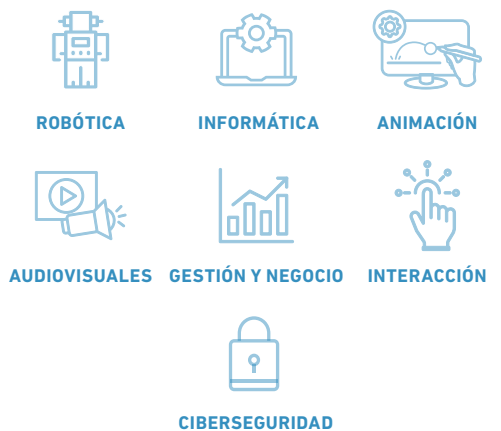 ROBÓTICA
INFORMÁTICA
ANIMACIÓN
AUDIOVISUALES
GESTIÓN Y NEGOCIO
INTERACCIÓN
CIBERSEGURIDAD